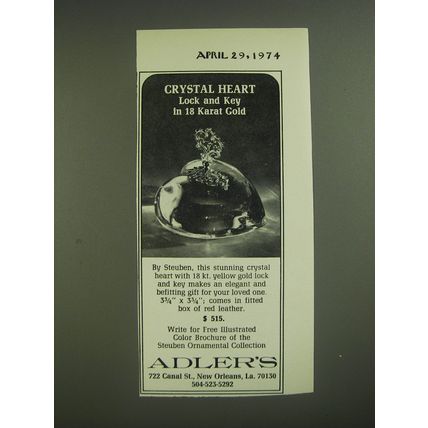 APRIL 29, 1974
CRYSTAL HEART
Lock and Key
in 18 Karat Gold
By Steuben, this stunning crystal
heart with 18 kt. yellow gold lock
and key makes an elegant and
befitting gift for your loved one.
3¾" x 3¾"; comes in fitted
box of red leather.
$ 515.
Write for Free Illustrated
Color Brochure of the
Steuben Ornamental Collection
ADLER'S
722 Canal St., New Orleans, La. 70130
504-523-5292